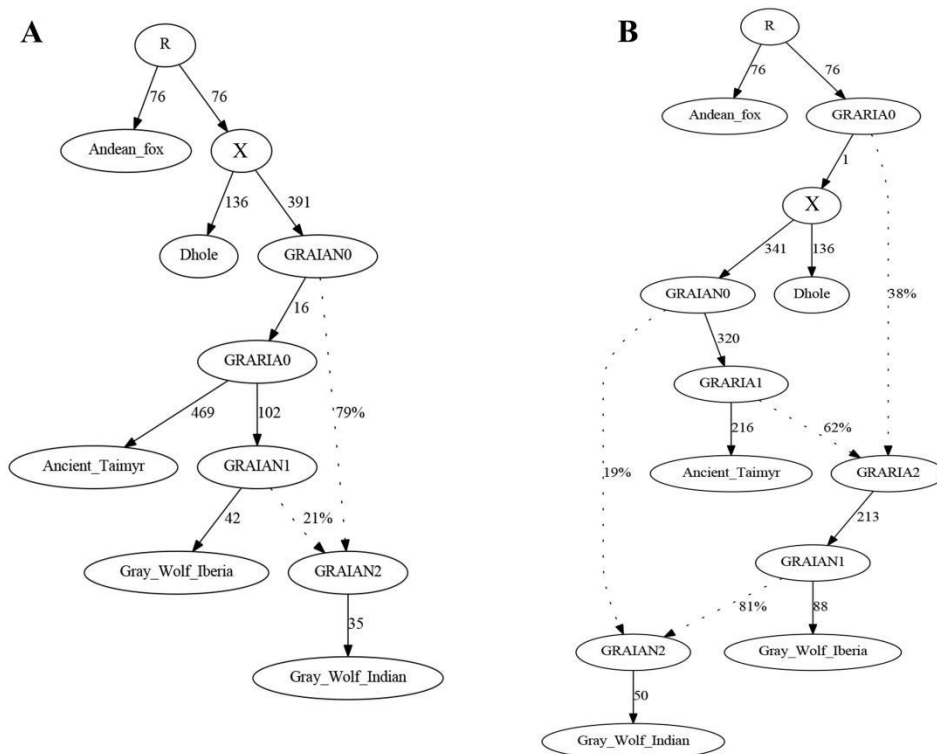 A
R
76
76
Andean_fox
X
136
391
Dhole
GRAIAN0
16
GRARIA0
79%
469
102
Ancient_Taimyr
GRAIAN1
42
21%
Gray_Wolf_Iberia
GRAIAN2
35
Gray_Wolf_Indian
B
R
76
76
Andean_fox
GRARIA0
1
X
341
136
38%
GRAIAN0
Dhole
320
GRARIA1
19%
216
62%
Ancient_Taimyr
GRARIA2
213
GRAIAN1
81%
88
GRAIAN2
Gray_Wolf_Iberia
50
Gray_Wolf_Indian